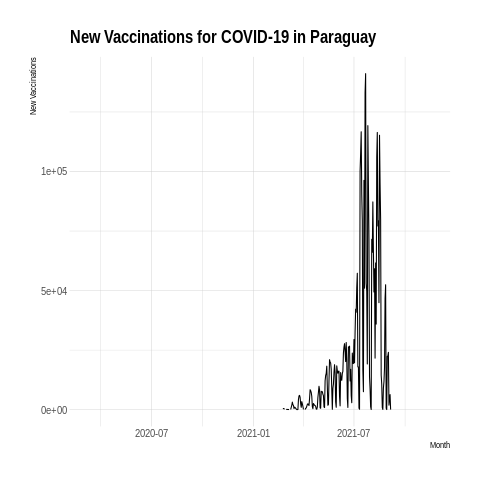 New Vaccinations for COVID-19 in Paraguay
New Vaccinations
1e+05
5e+04
0e+00
2020-07
2021-01
2021-07
Month